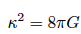 κ² = 8πG